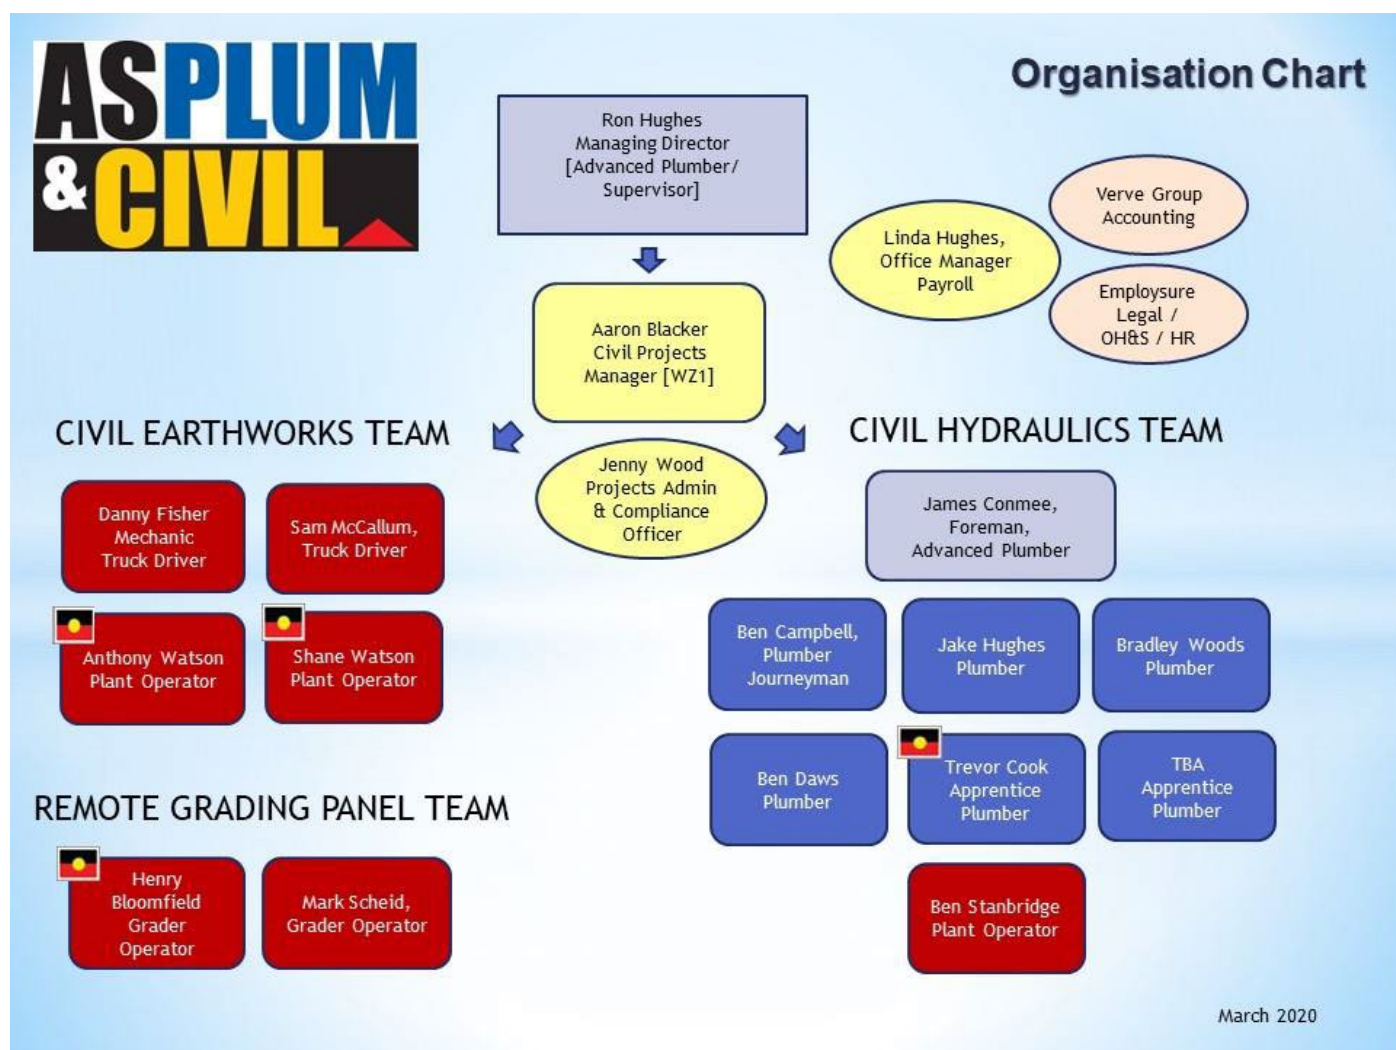 ASPLUM
&CIVIL
Organisation Chart
Ron Hughes
Managing Director
[Advanced Plumber/
Supervisor]
Linda Hughes,
Office Manager
Payroll
Verve Group
Accounting
Employsure
Legal /
OH&S / HR
Aaron Blacker
Civil Projects
Manager [WZ1]
Jenny Wood
Projects Admin
& Compliance
Officer
CIVIL EARTHWORKS TEAM
Danny Fisher
Mechanic
Truck Driver
Sam McCallum,
Truck Driver
Anthony Watson
Plant Operator
Shane Watson
Plant Operator
REMOTE GRADING PANEL TEAM
Henry
Bloomfield
Grader
Operator
Mark Scheid,
Grader Operator
CIVIL HYDRAULICS TEAM
James Conmee,
Foreman,
Advanced Plumber
Ben Campbell,
Plumber
Journeyman
Jake Hughes
Plumber
Bradley Woods
Plumber
Ben Daws
Plumber
Trevor Cook
Apprentice
Plumber
TBA
Apprentice
Plumber
Ben Stanbridge
Plant Operator
March 2020